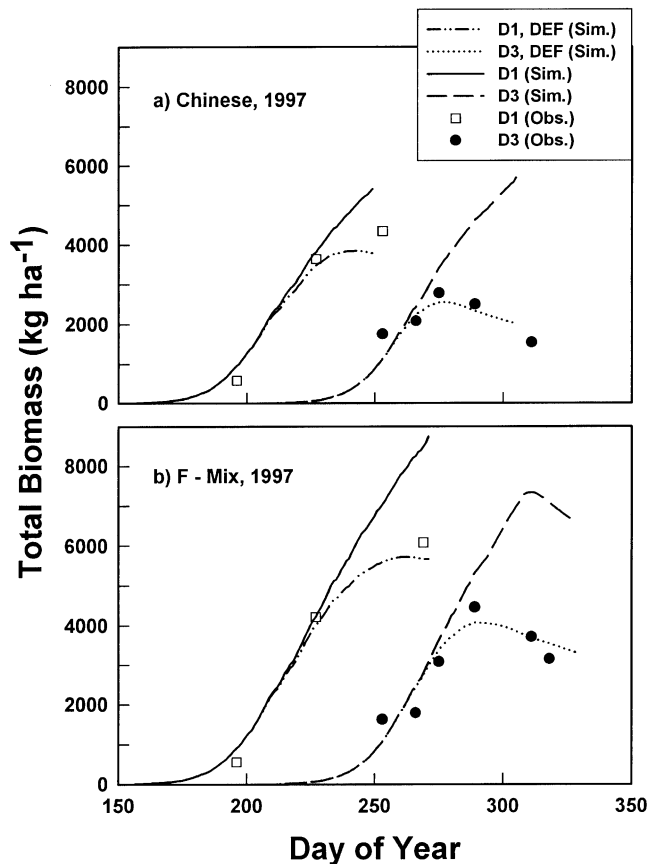 D1, DEF (Sim.)
D3, DEF (Sim.)
D1 (Sim.)
D3 (Sim.)
D1 (Obs.)
D3 (Obs.)
a) Chinese, 1997
8000
6000
4000
2000
0
b) F - Mix, 1997
8000
6000
4000
2000
0
Total Biomass (kg ha-1)
150
200
250
300
350
Day of Year